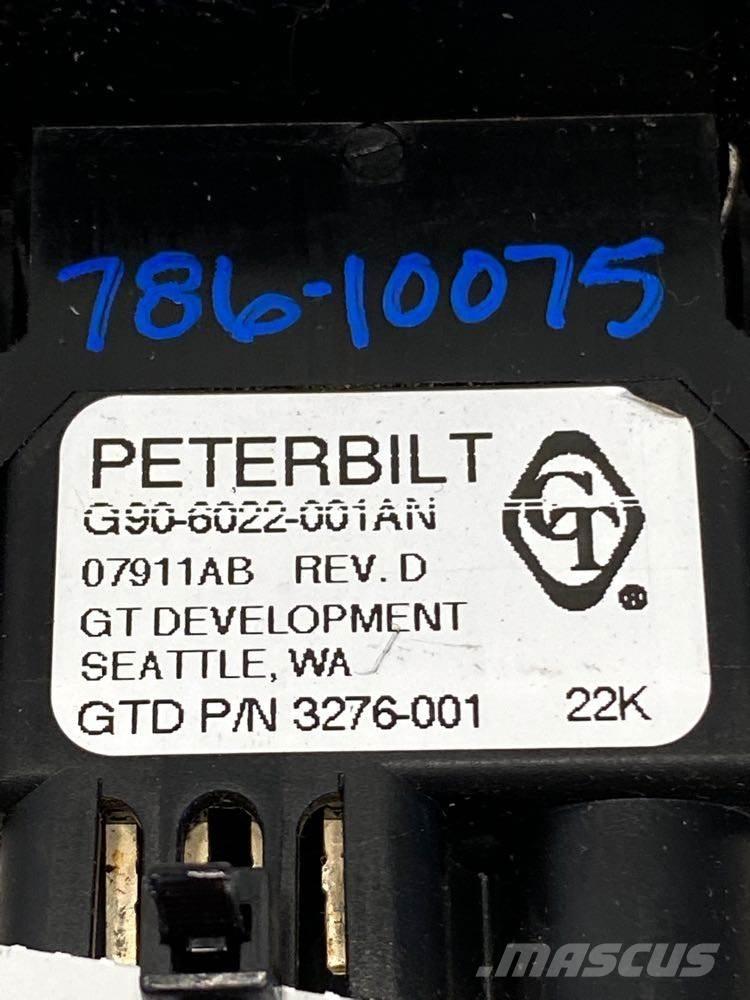 786-10075
PETERBILT
G90-6022-001AN
07911AB REV. D
GT DEVELOPMENT
SEATTLE, WA
GTD P/N 3276-001 22K
GT
®
MASCUS